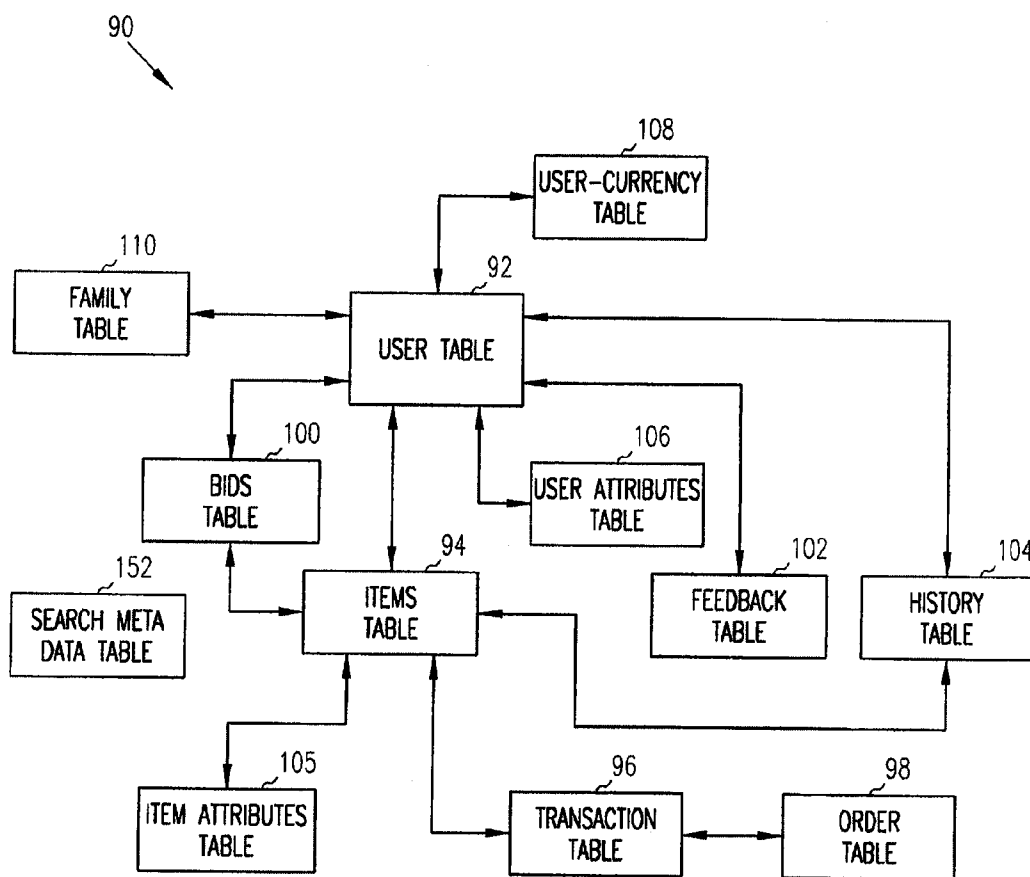 90
108
USER-CURRENCY
TABLE
110
FAMILY
TABLE
92
USER TABLE
100
BIDS
TABLE
106
USER ATTRIBUTES
TABLE
152
SEARCH META
DATA TABLE
94
ITEMS
TABLE
102
FEEDBACK
TABLE
104
HISTORY
TABLE
105
ITEM ATTRIBUTES
TABLE
96
TRANSACTION
TABLE
98
ORDER
TABLE